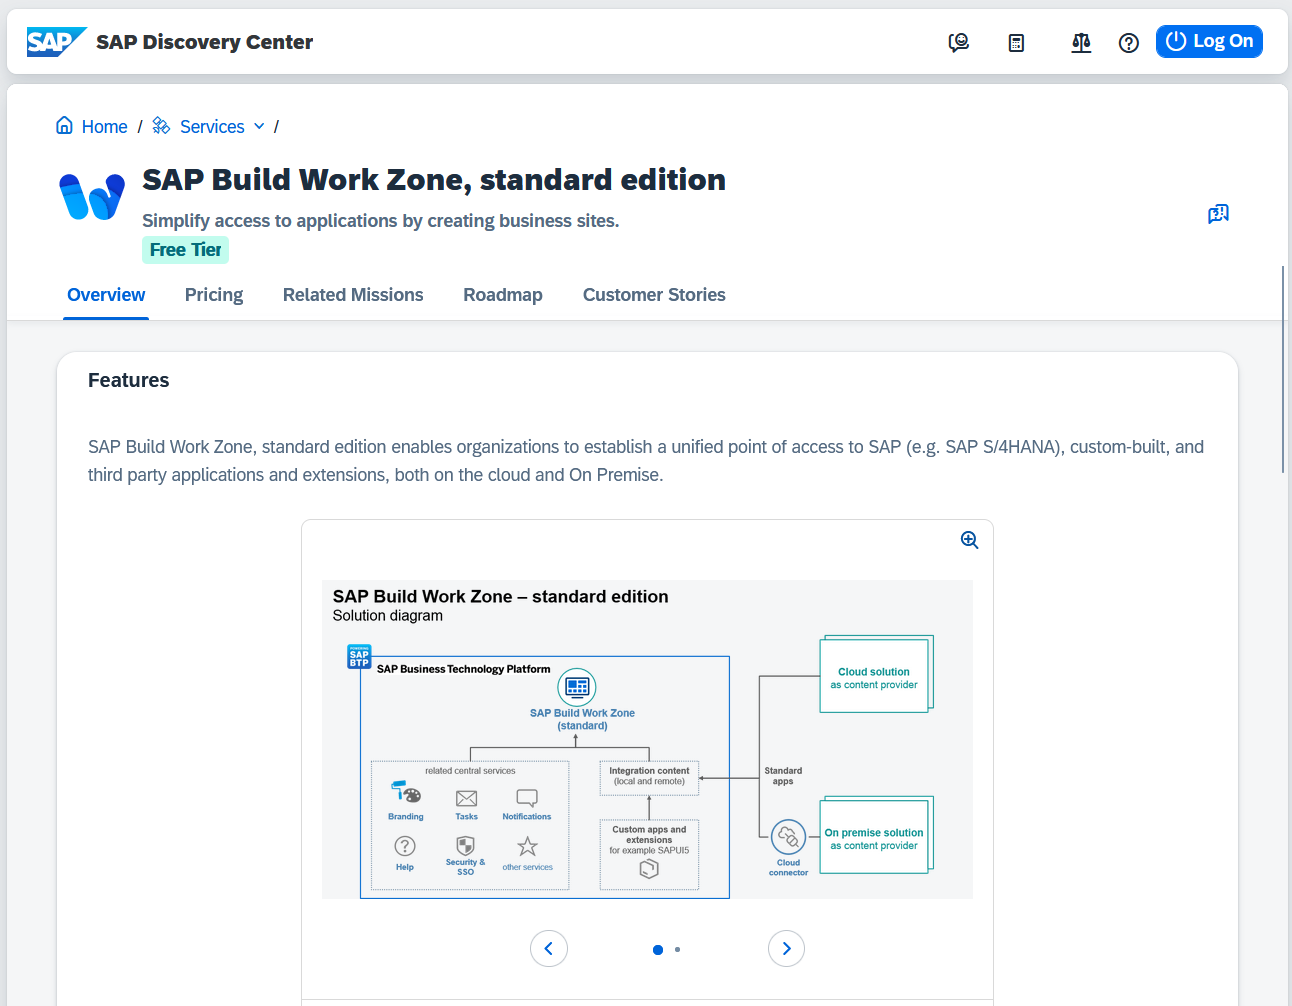 SAP SAP Discovery Center
Log On
Home / Services /
SAP Build Work Zone, standard edition
Simplify access to applications by creating business sites.
Free Tier
Overview Pricing Related Missions Roadmap Customer Stories
Features
SAP Build Work Zone, standard edition enables organizations to establish a unified point of access to SAP (e.g. SAP S/4HANA), custom-built, and
third party applications and extensions, both on the cloud and On Premise.
SAP Build Work Zone – standard edition
Solution diagram
SAP
BTP
SAP Business Technology Platform
SAP Build Work Zone
(standard)
related central services
Branding
Tasks
Notifications
Help
Security &
SSO
other services
Integration content
(local and remote)
Custom apps and
extensions
for example SAPUI5
Standard
apps
Cloud
connector
Cloud solution
as content provider
On premise solution
as content provider